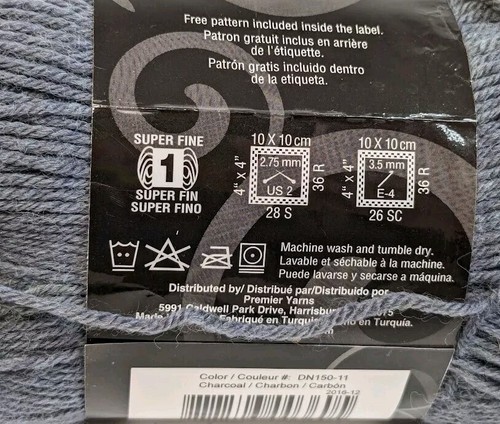 Free pattern included inside the label.
Patron gratuit inclus en arrière
de l'étiquette.
Patrón gratis incluido dentro
de la etiqueta.
SUPER FINE
1
SUPER FIN
SUPER FINO
10 X 10 cm
4" x 4"
2.75 mm
US 2
36 R
28 S
10 X 10 cm
4" x 4"
3.5 mm
E-4
36 R
26 SC
Machine wash and tumble dry.
Lavable et séchable à la machine.
Puede lavarse y secarse a máquina.
Distributed by/ Distribué par/Distribuido por
Premier Yarns
5991 Caldwell Park Drive, Harrisbur
Made Fabriqué en Turqui en Turquía.
Color / Couleur #: DN150-11
Charcoal / Charbon / Carbón
2018-12